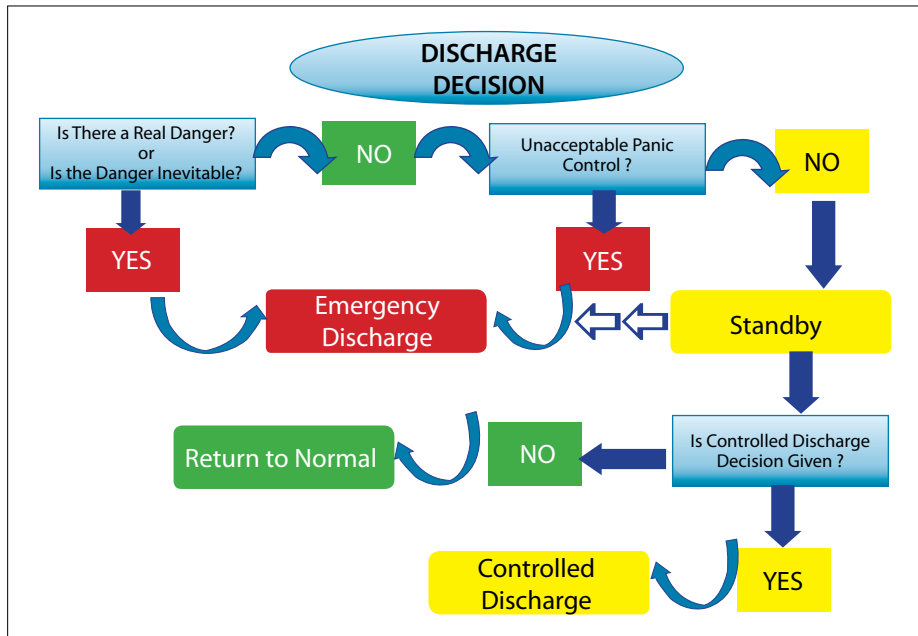 DISCHARGE
DECISION
Is There a Real Danger?
or
Is the Danger Inevitable?
NO
Unacceptable Panic
Control ?
NO
YES
YES
Emergency
Discharge
Standby
Return to Normal
NO
Is Controlled Discharge
Decision Given ?
Controlled
Discharge
YES